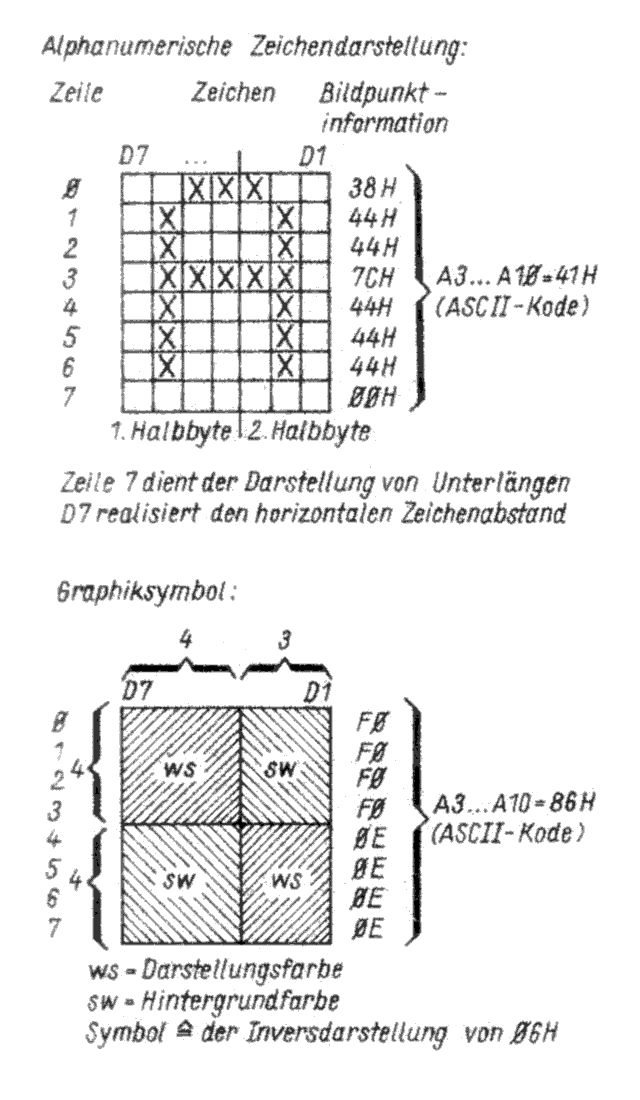 Alphanumerische Zeichendarstellung:
Zeile Zeichen Bildpunkt-
information
D7 ... D1
Ø X X X 38H
1 X X 44H
2 X X 44H
3 X X X X X 7CH A3...A1Ø=41H
4 X X 44H (ASCII-Kode)
5 X X 44H
6 X X 44H
7 ØØH
1. Halbbyte 2. Halbbyte
Zeile 7 dient der Darstellung von Unterlängen
D7 realisiert den horizontalen Zeichenabstand
Graphiksymbol:
4 3
D7 D1
Ø FØ
1 FØ
4 ws sw
2 FØ
3 FØ A3...A10=86H
4 ØE (ASCII-Kode)
5 ØE
4 sw ws
6 ØE
7 ØE
ws = Darstellungsfarbe
sw = Hintergrundfarbe
Symbol ≙ der Inversdarstellung von Ø6H